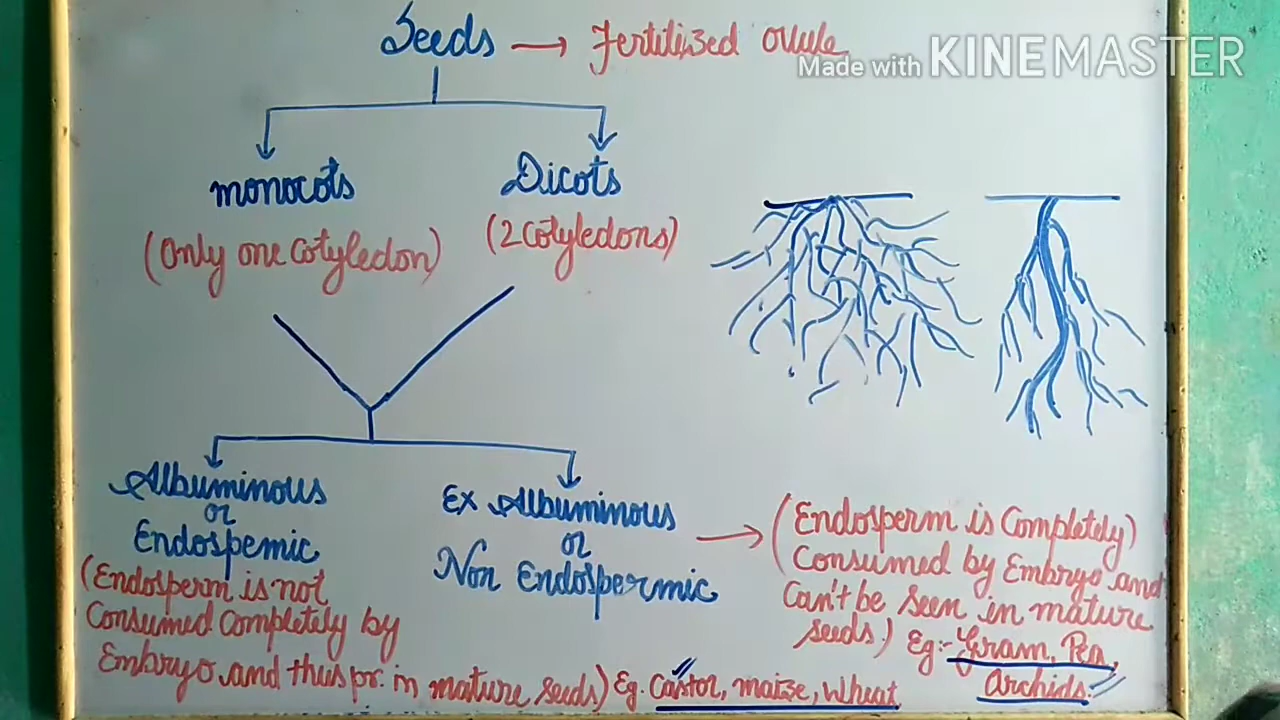 Seeds → Fertilized ovule
Made with KINEMASTER
monocots
Dicots
(Only one Cotyledon)
(2 Cotyledons)
Albuminous
or
Endospemic
(Endosperm is not
Consumed Completely by
Embryo and thus pr. in mature seeds) Eg. Castor, maize, wheat
Ex Albuminous
or
Non Endospermic
→ (Endosperm is Completely)
Consumed by Embryo and
Can't be seen in mature
seeds.) Eg:- Gram, Pea,
Archids.